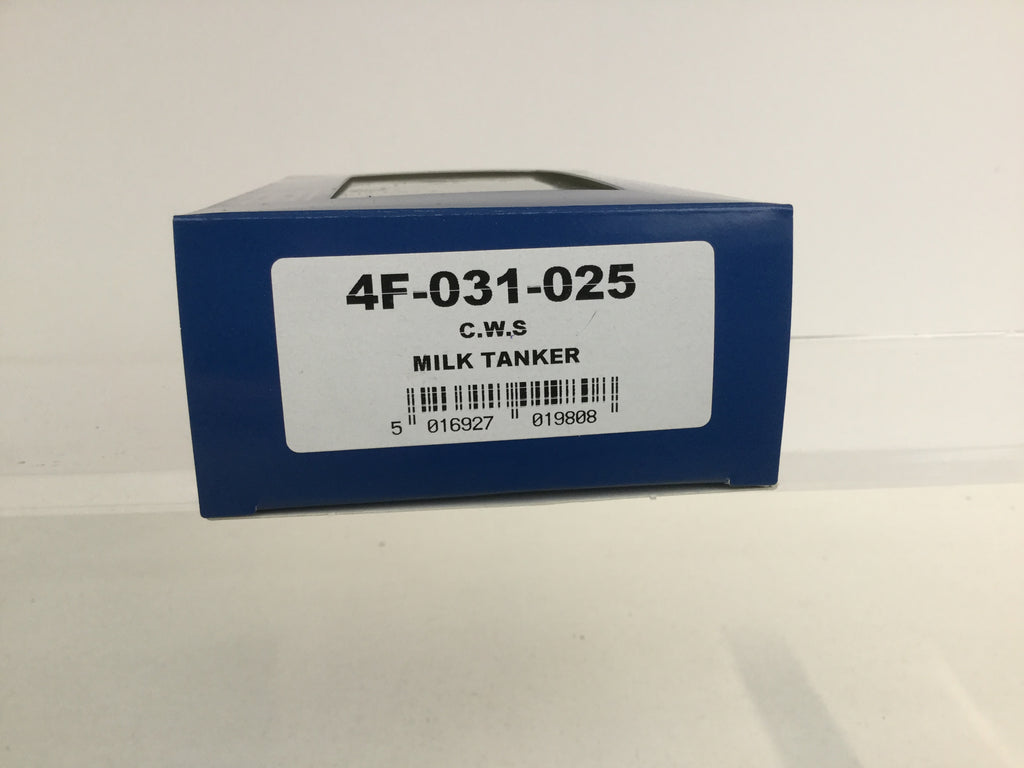 4F-031-025
C.W.S
MILK TANKER
5 016927 019808